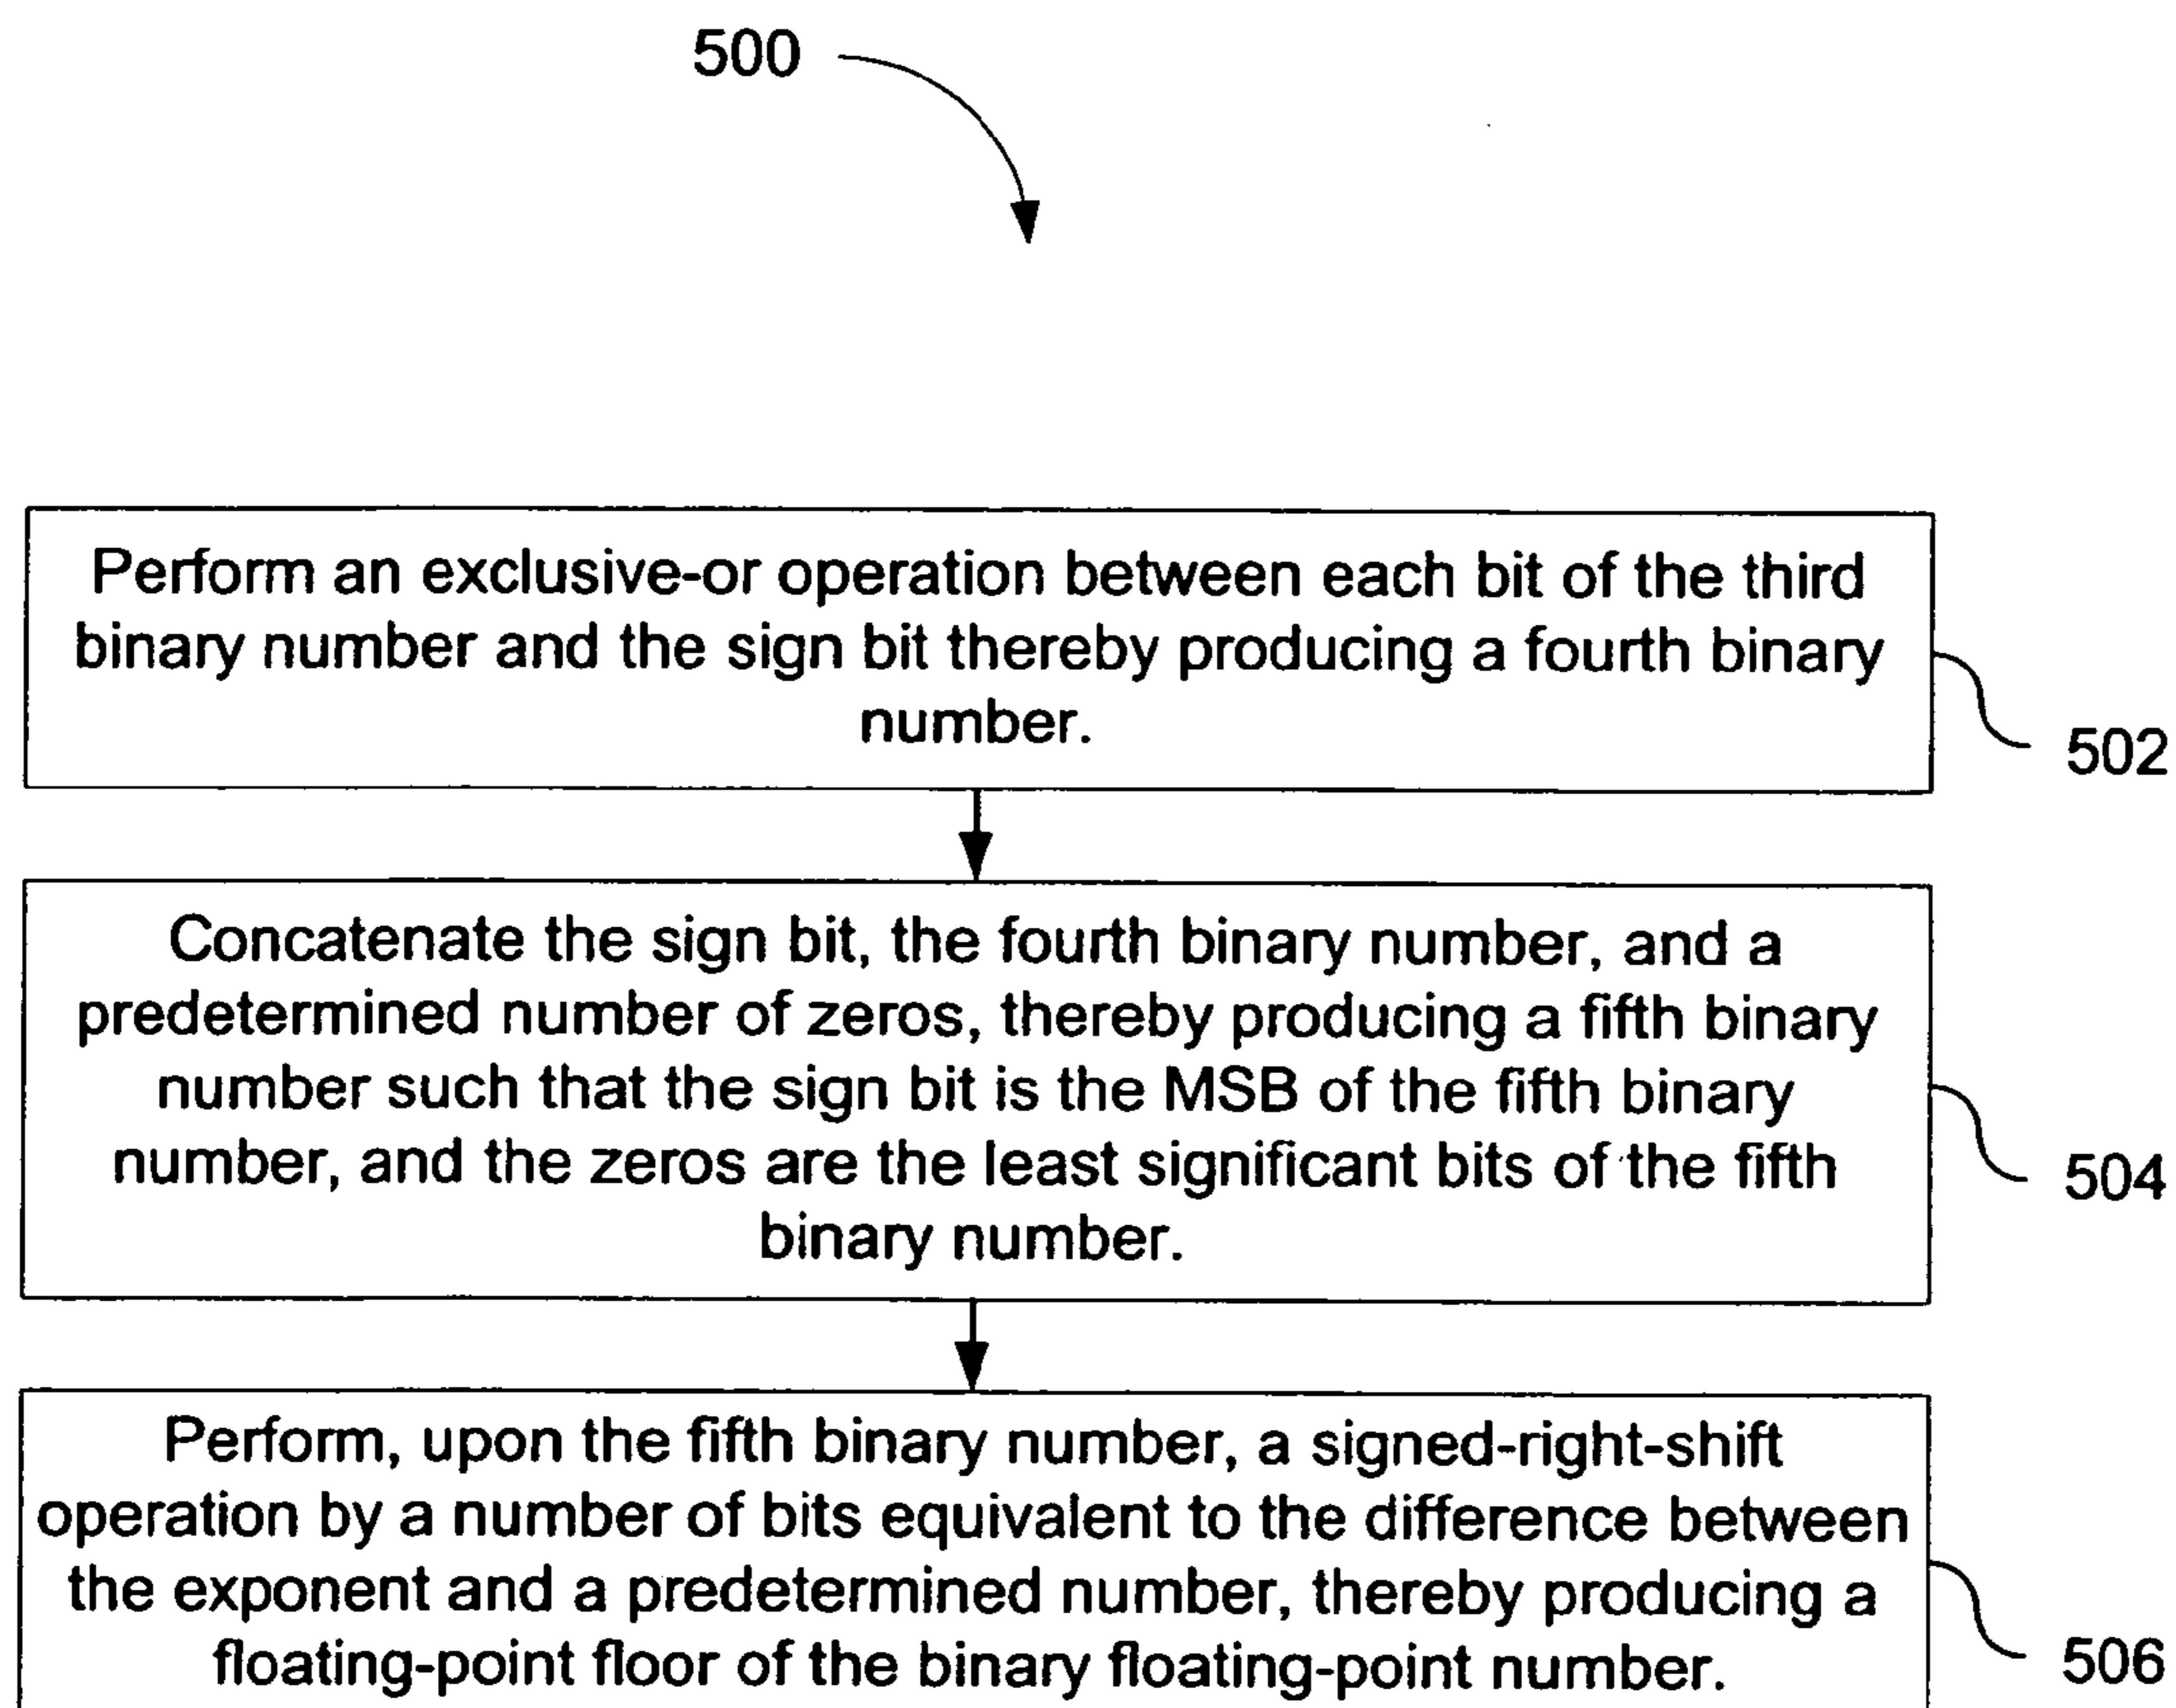 500
Perform an exclusive-or operation between each bit of the third
binary number and the sign bit thereby producing a fourth binary
number.
502
Concatenate the sign bit, the fourth binary number, and a
predetermined number of zeros, thereby producing a fifth binary
number such that the sign bit is the MSB of the fifth binary
number, and the zeros are the least significant bits of the fifth
binary number.
504
Perform, upon the fifth binary number, a signed-right-shift
operation by a number of bits equivalent to the difference between
the exponent and a predetermined number, thereby producing a
floating-point floor of the binary floating-point number.
506